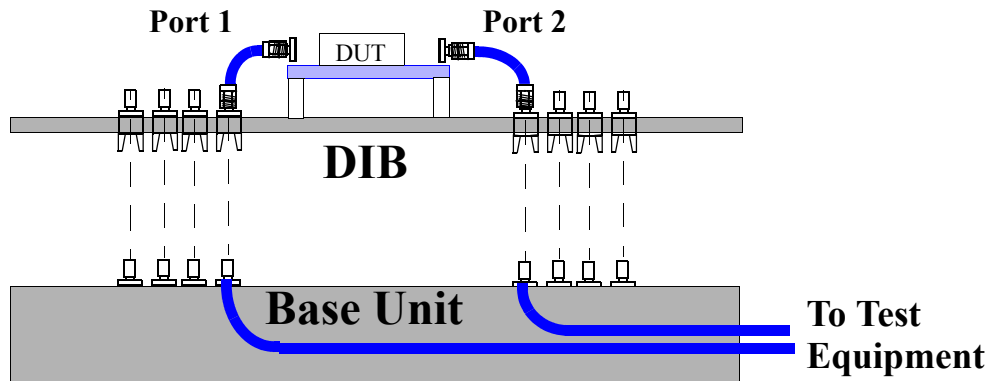 Port 1
Port 2
DUT
DIB
Base Unit
To Test
Equipment